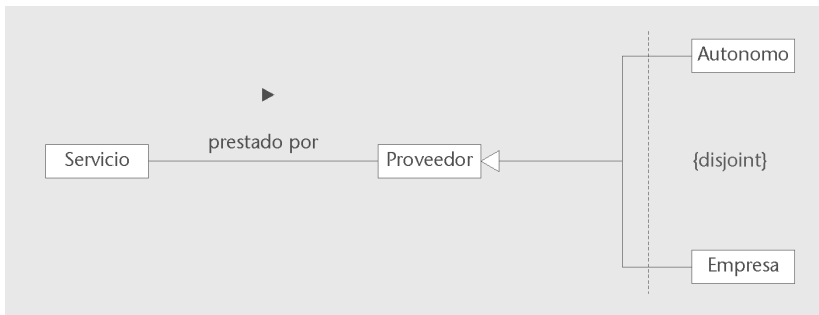 Autonomo
prestado por
Servicio
Proveedor
{disjoint}
Empresa